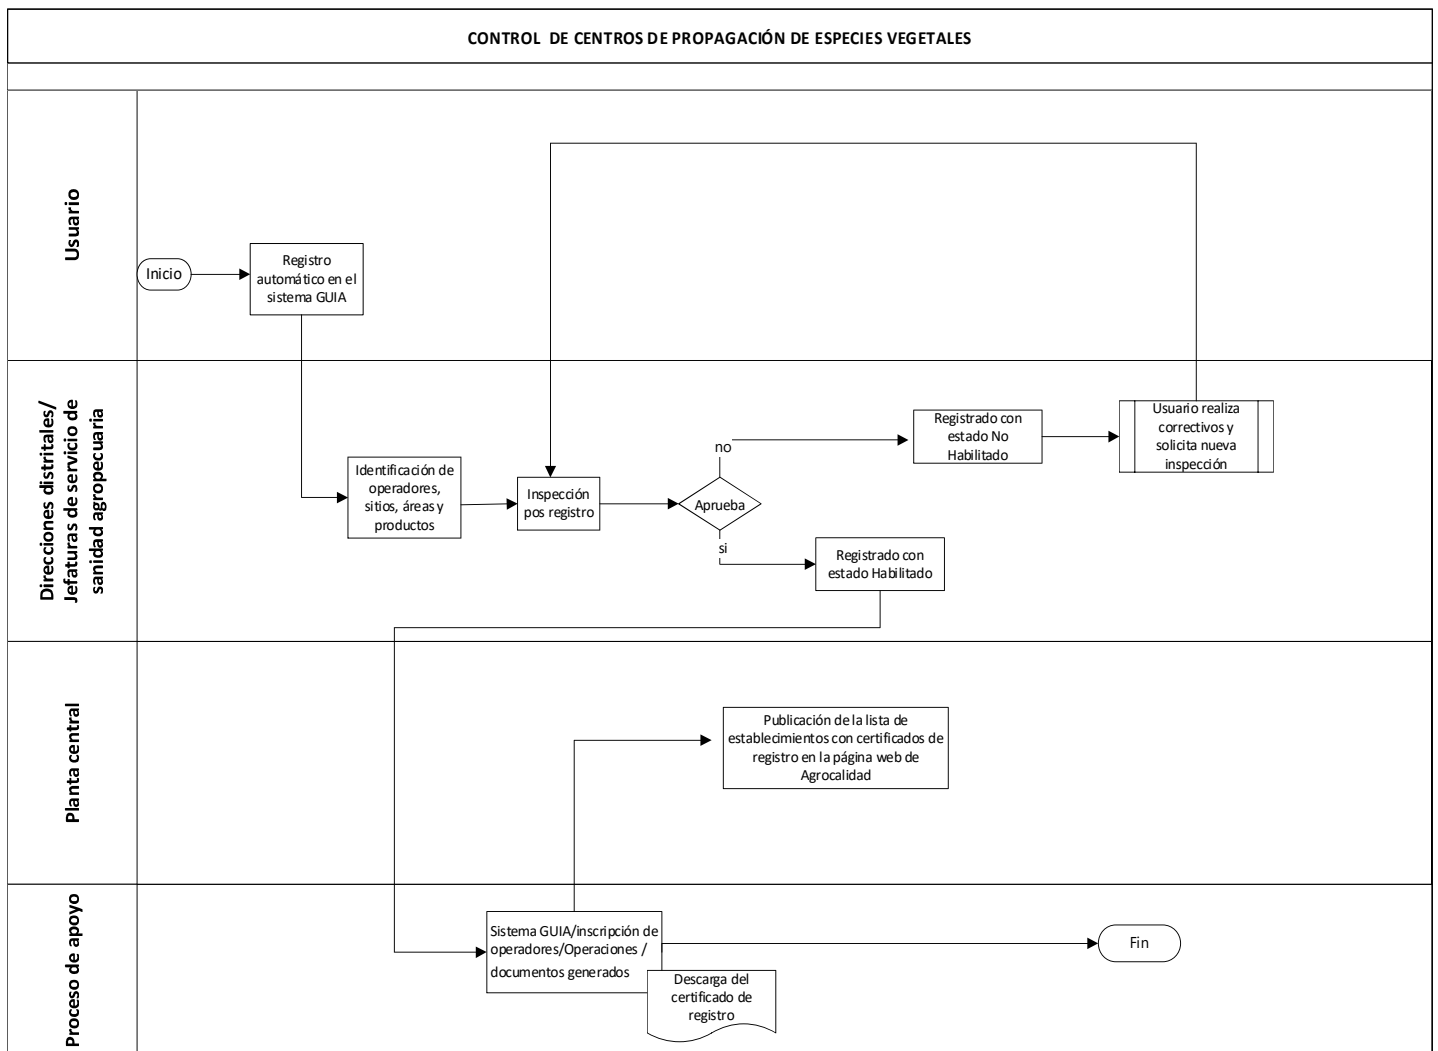 CONTROL DE CENTROS DE PROPAGACIÓN DE ESPECIES VEGETALES
Usuario
Inicio
Registro
automático en el
sistema GUIA
Direcciones distritales/
Jefaturas de servicio de
sanidad agropecuaria
Identificación de
operadores,
sitios, áreas y
productos
Inspección
pos registro
Aprueba
no
si
Registrado con
estado No
Habilitado
Usuario realiza
correctivos y
solicita nueva
inspección
Registrado con
estado Habilitado
Planta central
Publicación de la lista de
establecimientos con certificados de
registro en la página web de
Agrocalidad
Proceso de apoyo
Sistema GUIA/inscripción de
operadores/Operaciones /
documentos generados
Descarga del
certificado de
registro
Fin